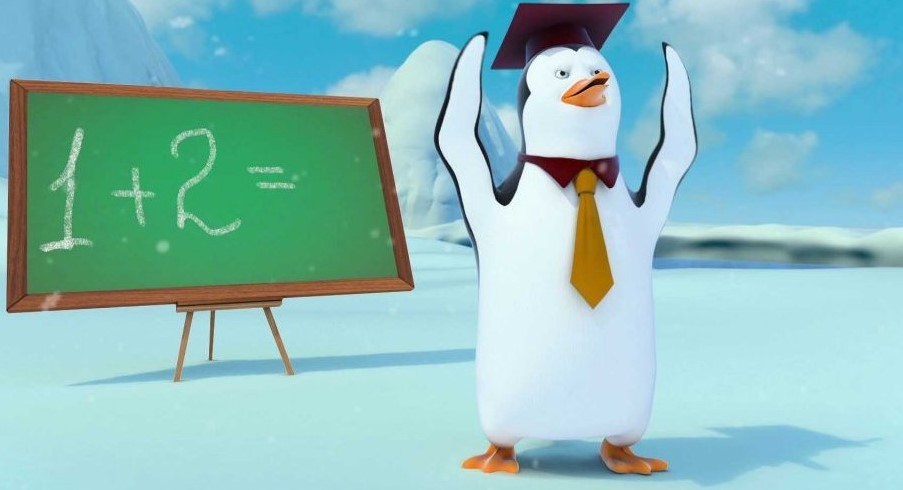 1 + 2 =